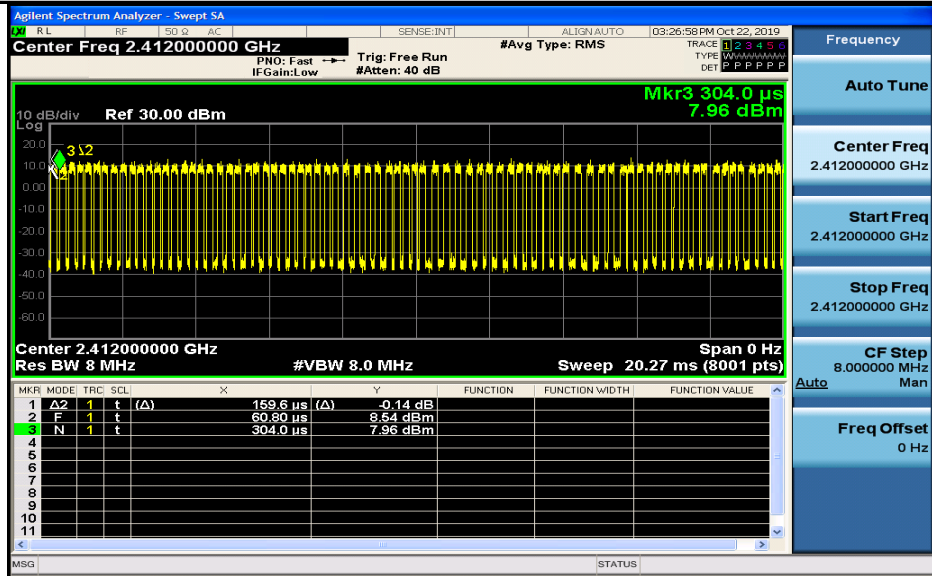 Agilent Spectrum Analyzer - Swept SA
LXI RL RF 50 Ω AC SENSE:INT ALIGN AUTO 03:26:58 PM Oct 22, 2019
Center Freq 2.412000000 GHz #Avg Type: RMS TRACE 1 2 3 4 5 6
PNO: Fast Trig: Free Run TYPE WWWWWW
IFGain:Low #Atten: 40 dB DET P P P P P P
Mkr3 304.0 µs
10 dB/div Ref 30.00 dBm 7.96 dBm
Log
20.0
3 2
10.0
2
0.00
-10.0
-20.0
-30.0
-40.0
-50.0
-60.0
Center 2.412000000 GHz Span 0 Hz
Res BW 8 MHz #VBW 8.0 MHz Sweep 20.27 ms (8001 pts)
MKR MODE TRC SCL X Y FUNCTION FUNCTION WIDTH FUNCTION VALUE
1 Δ2 1 t (Δ) 159.6 µs (Δ) -0.14 dB
2 F 1 t 60.80 µs 8.54 dBm
3 N 1 t 304.0 µs 7.96 dBm
4
5
6
7
8
9
10
11
MSG STATUS
Frequency
Auto Tune
Center Freq
2.412000000 GHz
Start Freq
2.412000000 GHz
Stop Freq
2.412000000 GHz
CF Step
8.000000 MHz
Auto Man
Freq Offset
0 Hz